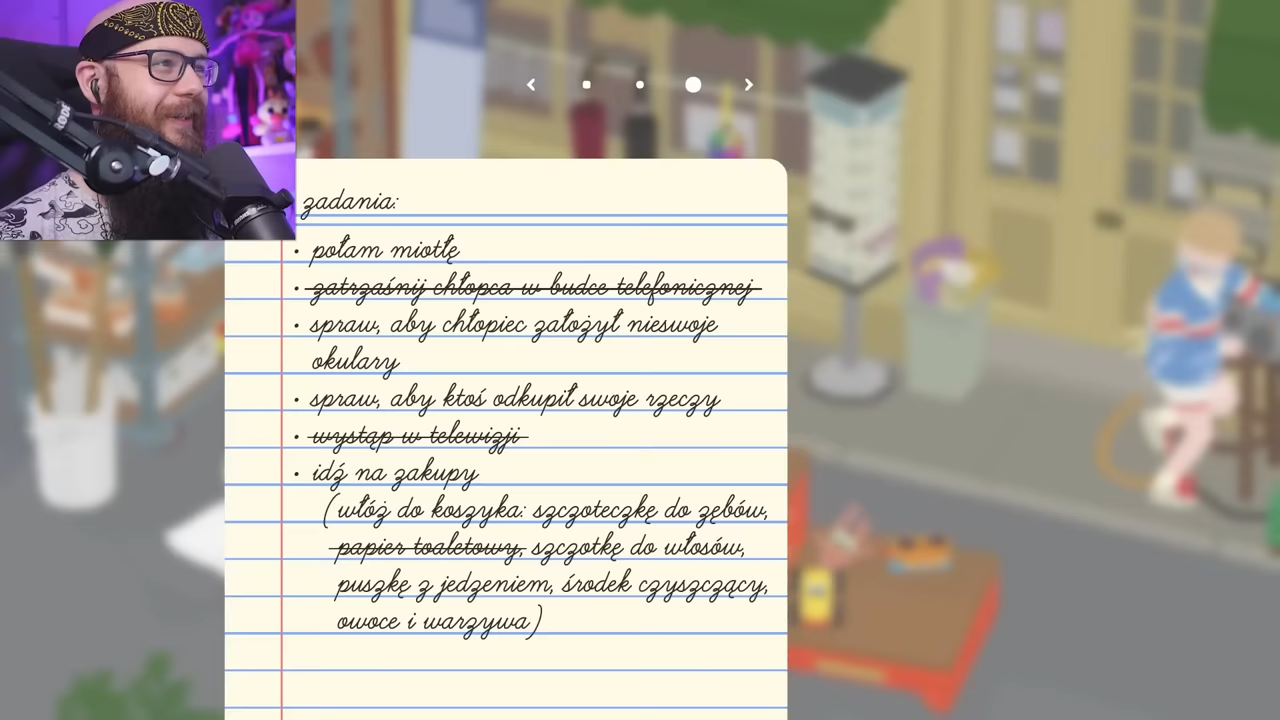 RODE
zadania:
• połam miotłę
• zatrzaśnij chłopca w budce telefonicznej
• spraw, aby chłopiec założył nieswoje
okulary
• spraw, aby ktoś odkupił swoje rzeczy
• wystąp w telewizji
• idź na zakupy
(włóż do koszyka: szczoteczkę do zębów,
papier toaletowy, szczotkę do włosów,
puszkę z jedzeniem, środek czyszczący,
owoce i warzywa)